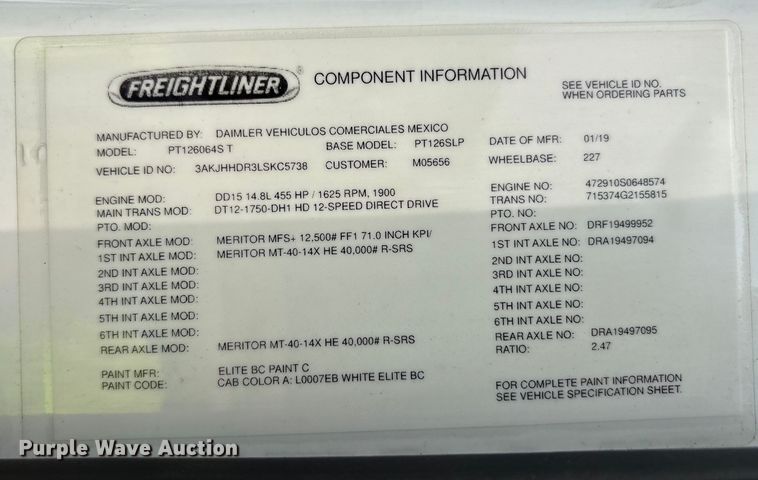 FREIGHTLINER
COMPONENT INFORMATION
SEE VEHICLE ID NO.
WHEN ORDERING PARTS
MANUFACTURED BY: DAIMLER VEHICULOS COMERCIALES MEXICO
MODEL: PT126064S T BASE MODEL: PT126SLP DATE OF MFR: 01/19
VEHICLE ID NO: 3AKJHHDR3LSKC5738 CUSTOMER: M05656 WHEELBASE: 227
ENGINE MOD: DD15 14.8L 455 HP / 1625 RPM, 1900 ENGINE NO: 472910S0648574
MAIN TRANS MOD: DT12-1750-DH1 HD 12-SPEED DIRECT DRIVE TRANS NO: 715374G2155815
PTO. MOD: PTO. NO:
FRONT AXLE MOD: MERITOR MFS+ 12,500# FF1 71.0 INCH KPI/ FRONT AXLE NO: DRF19499952
1ST INT AXLE MOD: MERITOR MT-40-14X HE 40,000# R-SRS 1ST INT AXLE NO: DRA19497094
2ND INT AXLE MOD: 2ND INT AXLE NO:
3RD INT AXLE MOD: 3RD INT AXLE NO:
4TH INT AXLE MOD: 4TH INT AXLE NO:
5TH INT AXLE MOD: 5TH INT AXLE NO:
6TH INT AXLE MOD: 6TH INT AXLE NO:
REAR AXLE MOD: MERITOR MT-40-14X HE 40,000# R-SRS REAR AXLE NO: DRA19497095
RATIO: 2.47
PAINT MFR: ELITE BC PAINT C
PAINT CODE: CAB COLOR A: L0007EB WHITE ELITE BC
FOR COMPLETE PAINT INFORMATION
SEE VEHICLE SPECIFICATION SHEET.
Purple Wave Auction